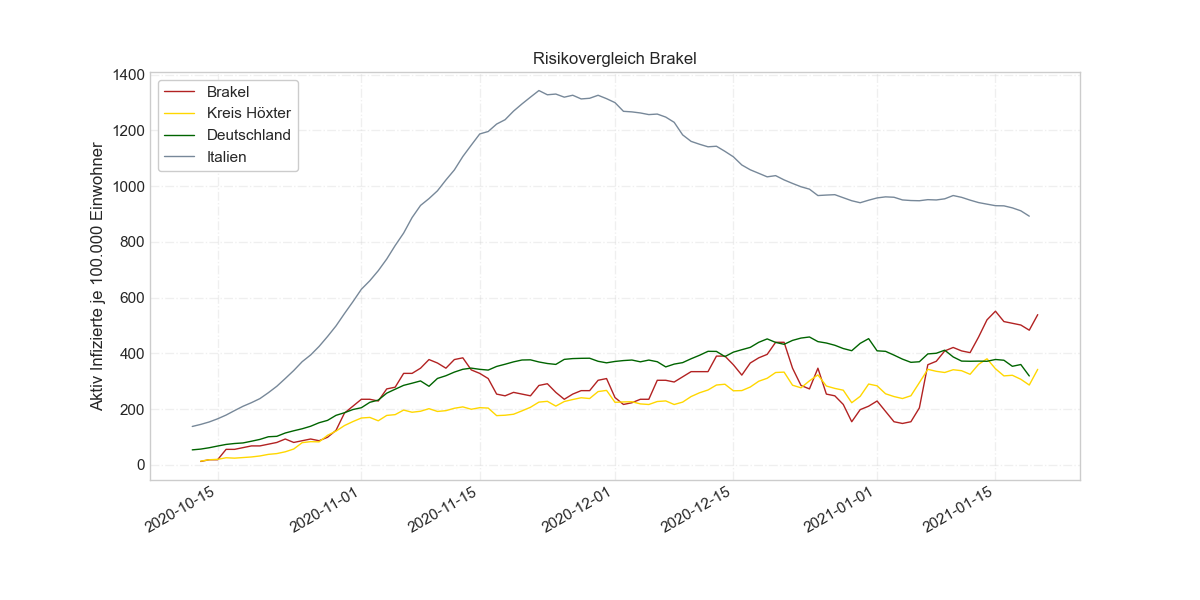 Risikovergleich Brakel
Aktiv Infizierte je 100.000 Einwohner
1400
1200
1000
800
600
400
200
0
Brakel
Kreis Höxter
Deutschland
Italien
2020-10-15
2020-11-01
2020-11-15
2020-12-01
2020-12-15
2021-01-01
2021-01-15